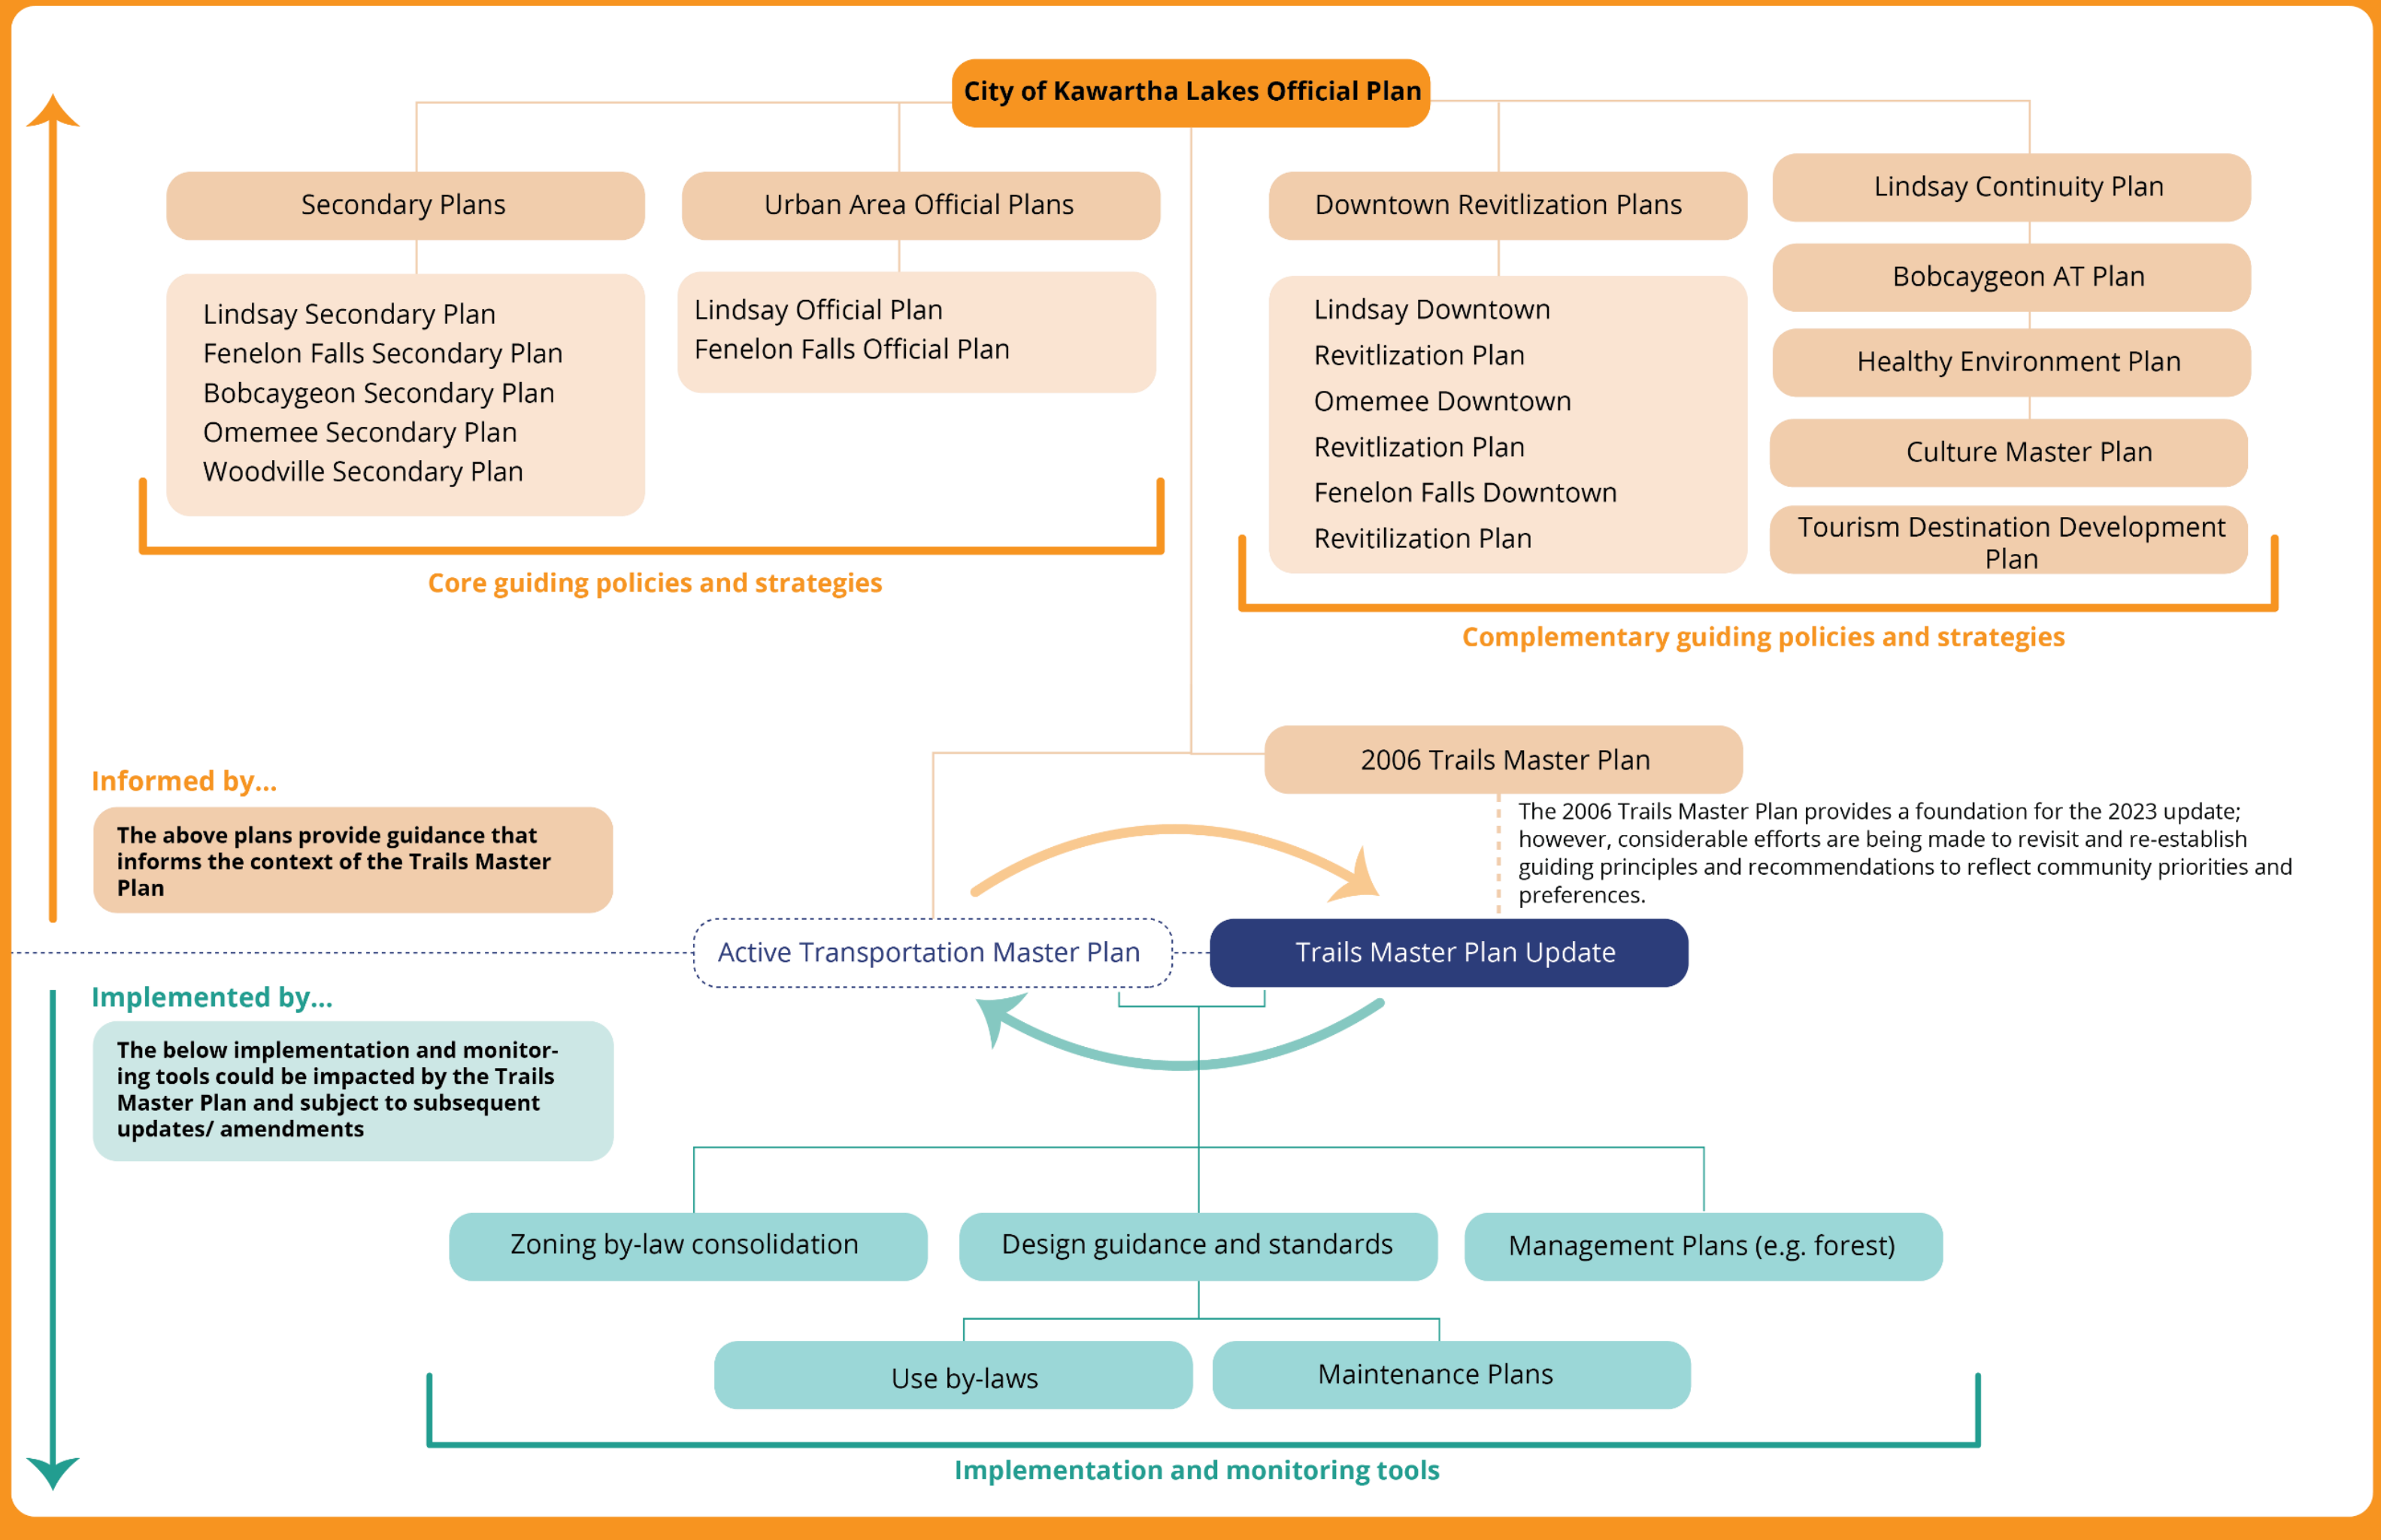 City of Kawartha Lakes Official Plan
Secondary Plans
Lindsay Secondary Plan
Fenelon Falls Secondary Plan
Bobcaygeon Secondary Plan
Omemee Secondary Plan
Woodville Secondary Plan
Urban Area Official Plans
Lindsay Official Plan
Fenelon Falls Official Plan
Core guiding policies and strategies
Downtown Revitlization Plans
Lindsay Downtown
Revitlization Plan
Omemee Downtown
Revitlization Plan
Fenelon Falls Downtown
Revitilization Plan
Lindsay Continuity Plan
Bobcaygeon AT Plan
Healthy Environment Plan
Culture Master Plan
Tourism Destination Development
Plan
Complementary guiding policies and strategies
2006 Trails Master Plan
The 2006 Trails Master Plan provides a foundation for the 2023 update;
however, considerable efforts are being made to revisit and re-establish
guiding principles and recommendations to reflect community priorities and
preferences.
Informed by...
The above plans provide guidance that
informs the context of the Trails Master
Plan
Active Transportation Master Plan
Trails Master Plan Update
Implemented by...
The below implementation and monitor-
ing tools could be impacted by the Trails
Master Plan and subject to subsequent
updates/ amendments
Zoning by-law consolidation
Design guidance and standards
Management Plans (e.g. forest)
Use by-laws
Maintenance Plans
Implementation and monitoring tools